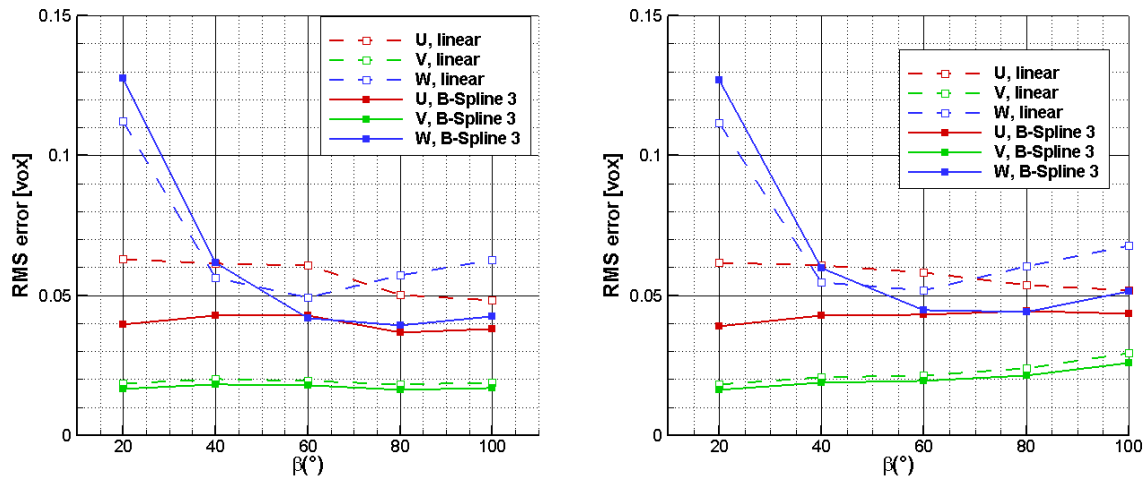 RMS error [vox]
0.15
0.1
0.05
0
20 40 60 80 100
β(°)
U, linear
V, linear
W, linear
U, B-Spline 3
V, B-Spline 3
W, B-Spline 3
RMS error [vox]
0.15
0.1
0.05
0
20 40 60 80 100
β(°)
U, linear
V, linear
W, linear
U, B-Spline 3
V, B-Spline 3
W, B-Spline 3